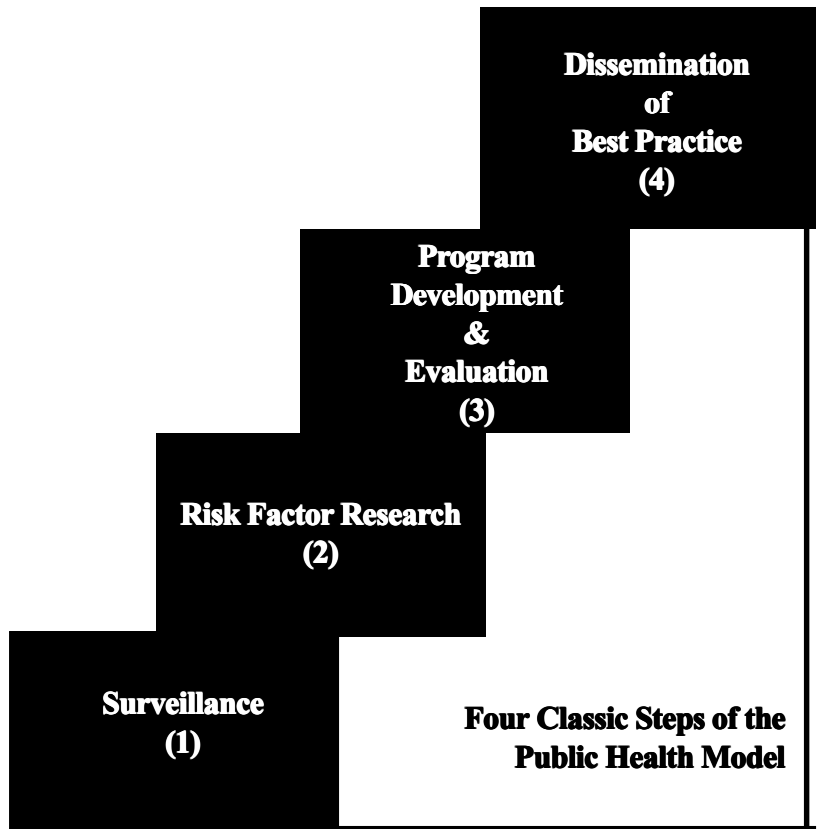 Dissemination
of
Best Practice
(4)
Program
Development
&
Evaluation
(3)
Risk Factor Research
(2)
Surveillance
(1)
Four Classic Steps of the
Public Health Model